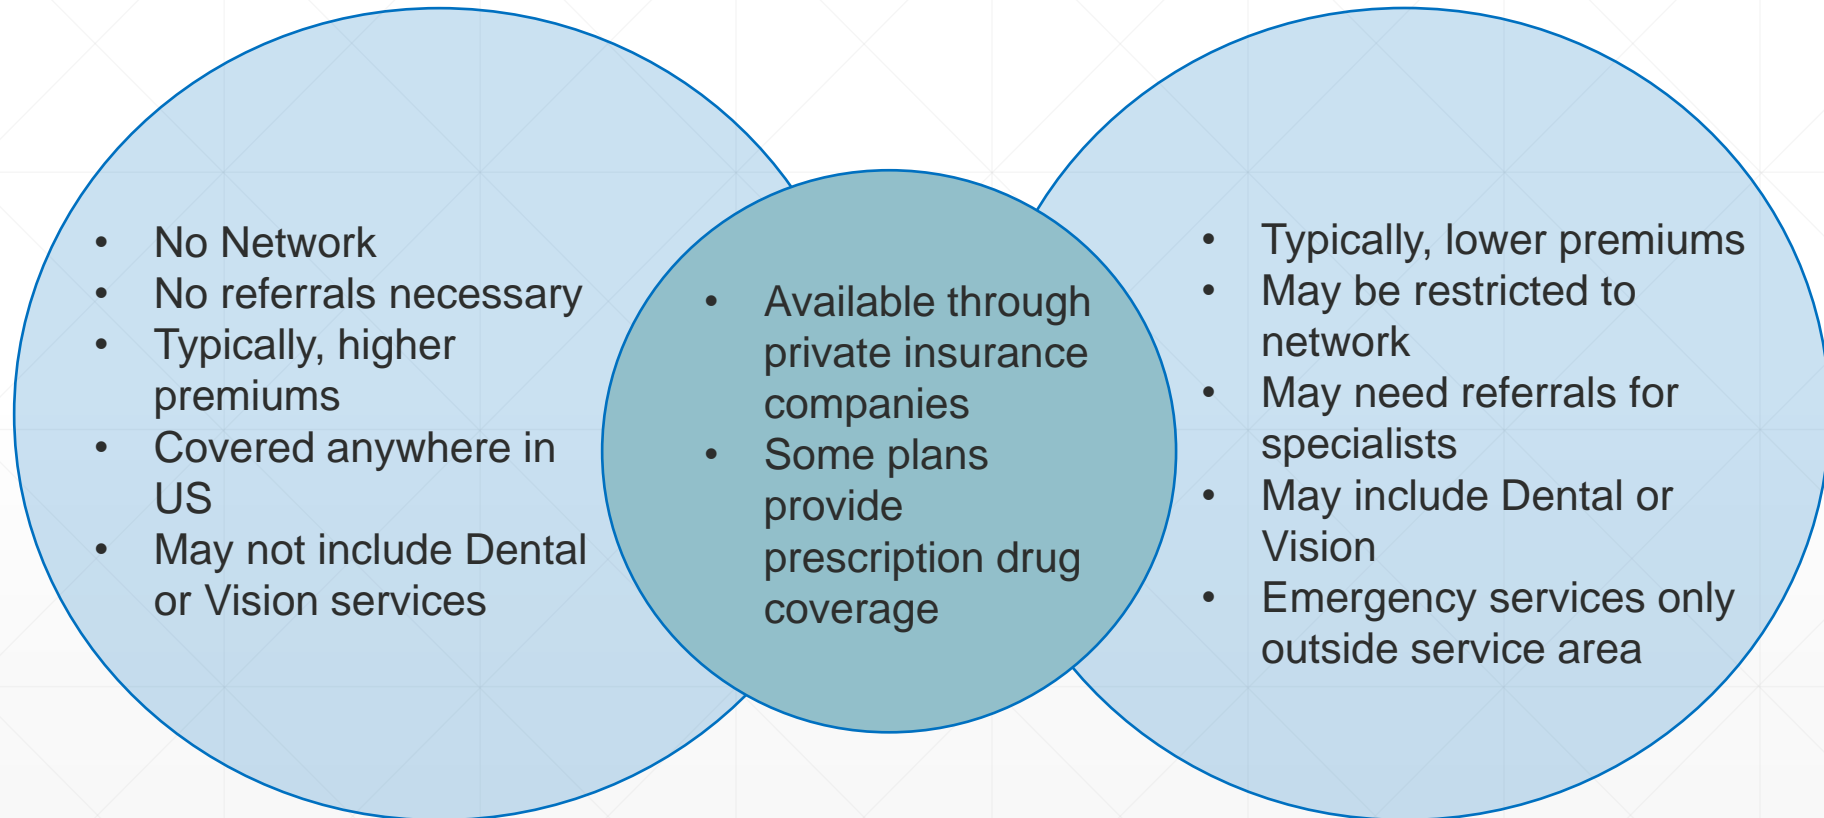 • No Network
• No referrals necessary
• Typically, higher
premiums
• Covered anywhere in
US
• May not include Dental
or Vision services
• Available through
private insurance
companies
• Some plans
provide
prescription drug
coverage
• Typically, lower premiums
• May be restricted to
network
• May need referrals for
specialists
• May include Dental or
Vision
• Emergency services only
outside service area